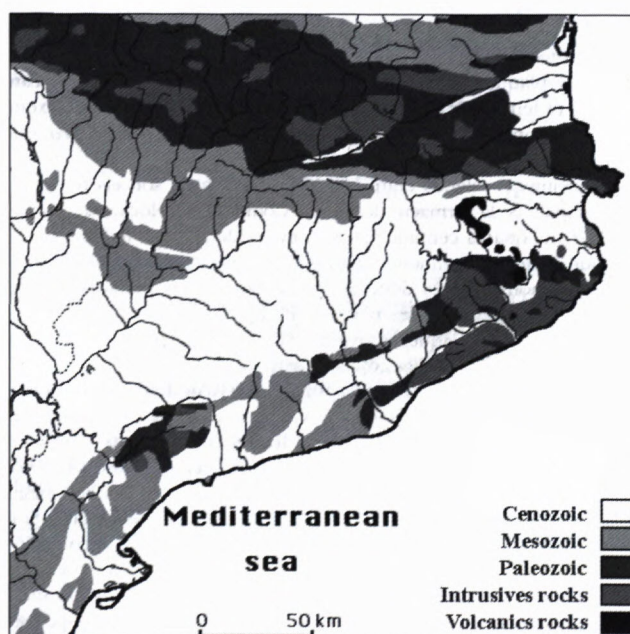 Mediterranean
sea
0 50 km
Cenozoic
Mesozoic
Paleozoic
Intrusives rocks
Volcanics rocks